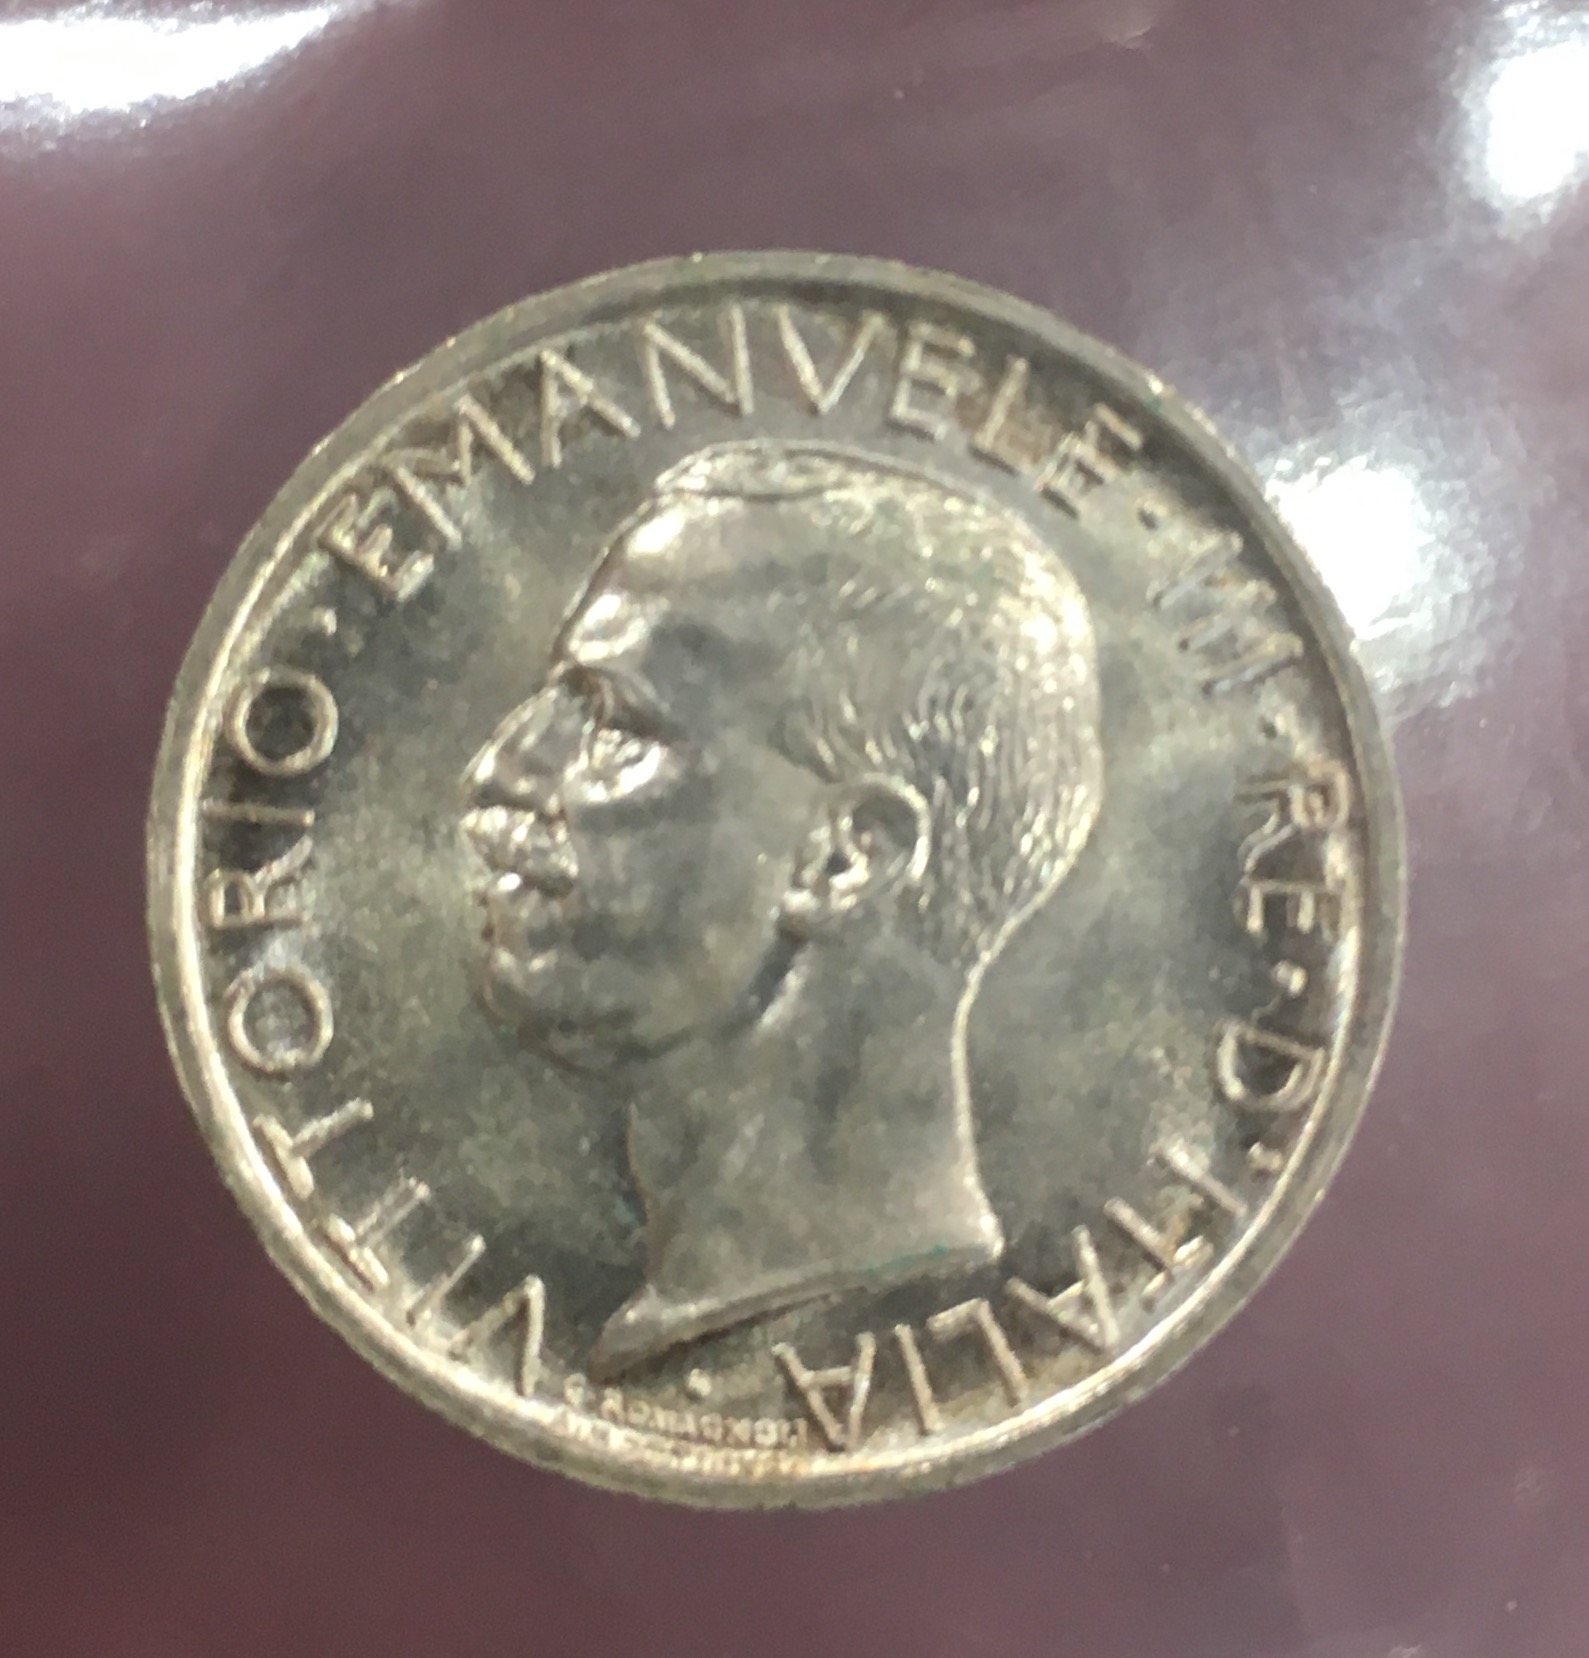 VITTORIO · EMANVELE · III · RE · D · ITALIA ·